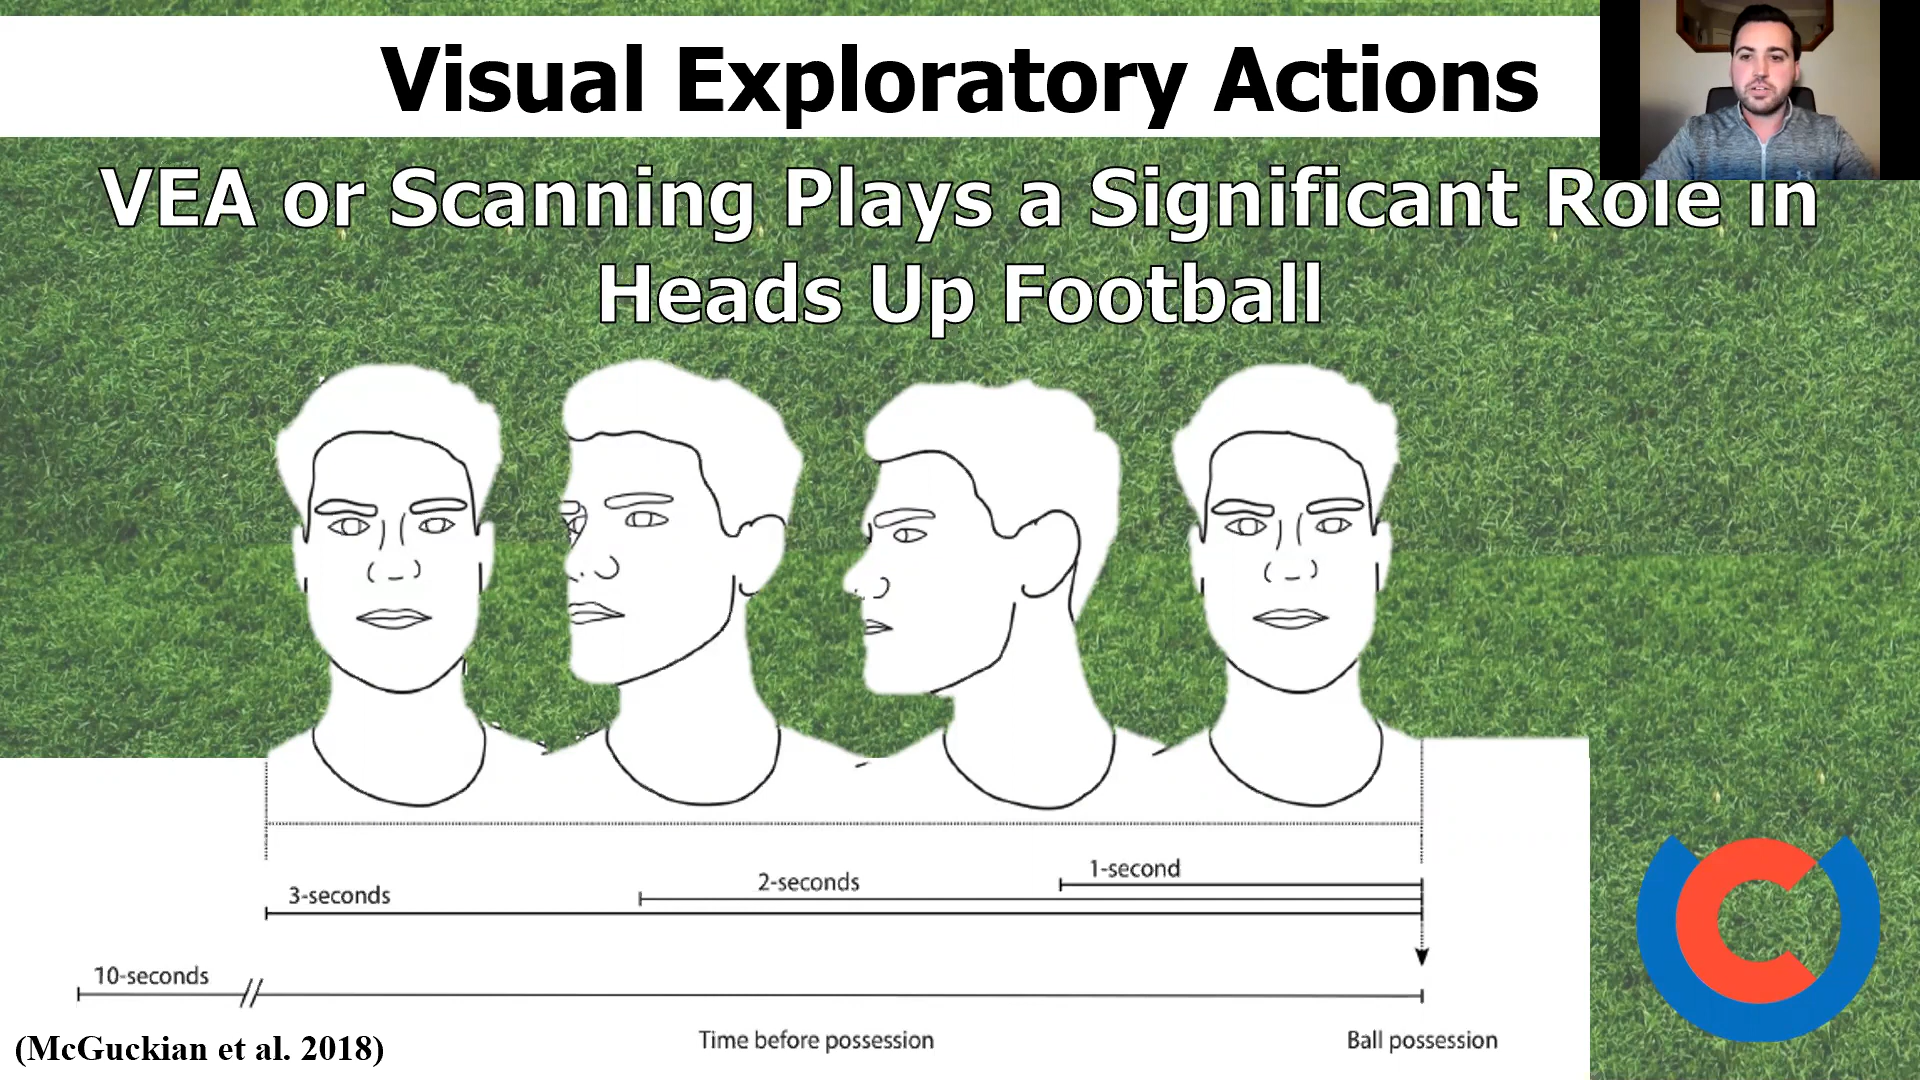 Visual Exploratory Actions
VEA or Scanning Plays a Significant Role in
Heads Up Football
1-second
2-seconds
3-seconds
10-seconds
Time before possession
Ball possession
(McGuckian et al. 2018)